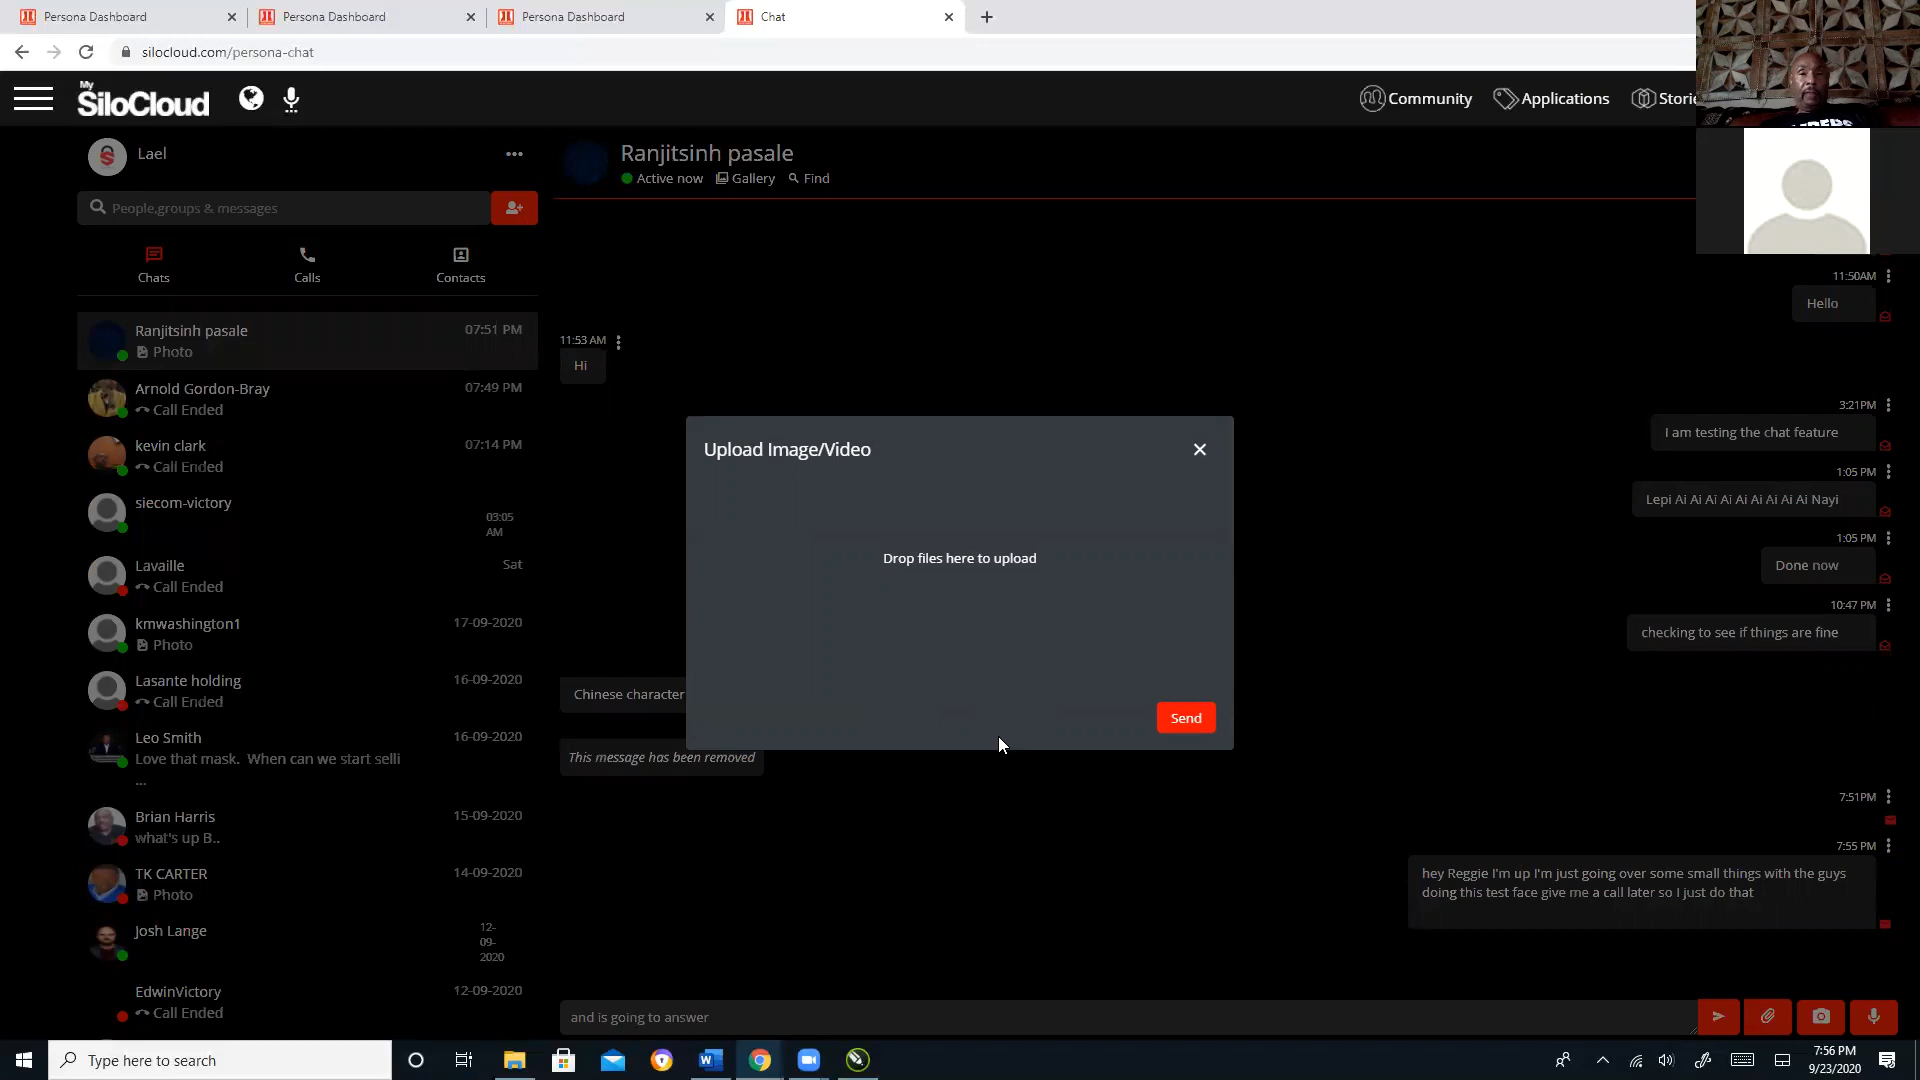 Persona Dashboard
Persona Dashboard
Persona Dashboard
Chat
silocloud.com/persona-chat
My
SiloCloud
Community
Applications
Storie
Lael
People,groups & messages
Chats
Calls
Contacts
Ranjitsinh pasale
07:51 PM
Photo
Arnold Gordon-Bray
07:49 PM
Call Ended
kevin clark
07:14 PM
Call Ended
siecom-victory
03:05
AM
Lavaille
Sat
Call Ended
kmwashington1
17-09-2020
Photo
Lasante holding
16-09-2020
Call Ended
Leo Smith
16-09-2020
Love that mask. When can we start selli
...
Brian Harris
15-09-2020
what's up B..
TK CARTER
14-09-2020
Photo
Josh Lange
12-
09-
2020
EdwinVictory
12-09-2020
Call Ended
Ranjitsinh pasale
Active now
Gallery
Find
11:50AM
Hello
11:53 AM
Hi
3:21PM
I am testing the chat feature
1:05 PM
Lepi Ai Ai Ai Ai Ai Ai Ai Ai Ai Nayi
1:05 PM
Done now
10:47 PM
checking to see if things are fine
Upload Image/Video
Drop files here to upload
Send
Chinese character
This message has been removed
7:51PM
7:55 PM
hey Reggie I'm up I'm just going over some small things with the guys
doing this test face give me a call later so I just do that
and is going to answer
Type here to search
7:56 PM
9/23/2020